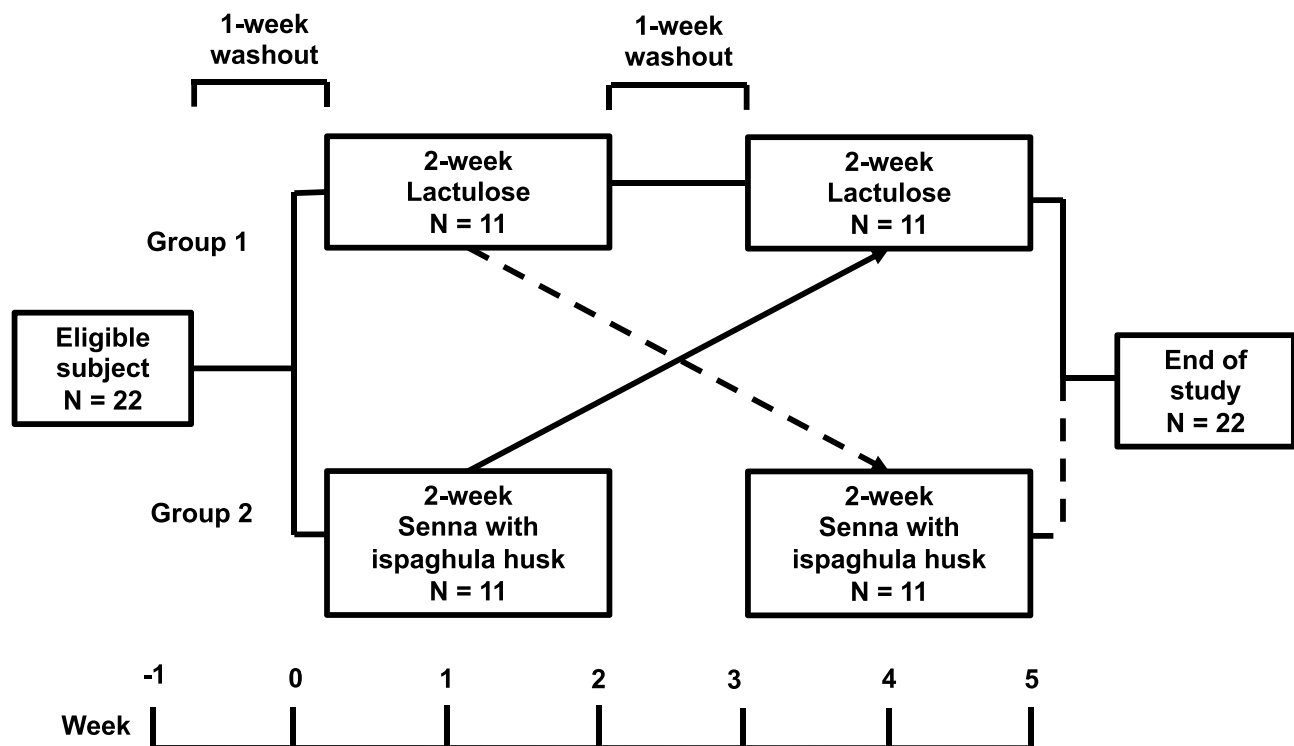 1-week
washout
1-week
washout
2-week
Lactulose
N = 11
2-week
Lactulose
N = 11
Group 1
Eligible
subject
N = 22
End of
study
N = 22
Group 2
2-week
Senna with
ispaghula husk
N = 11
2-week
Senna with
ispaghula husk
N = 11
-1 0 1 2 3 4 5
Week